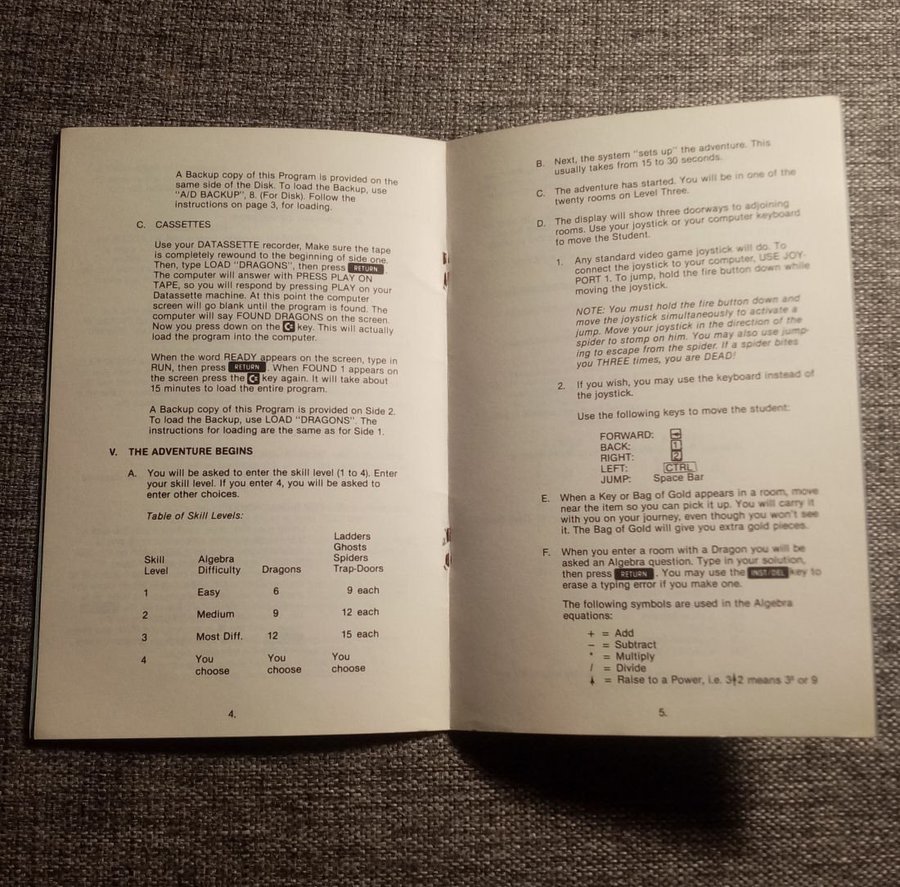 A Backup copy of this Program is provided on the
same side of the Disk. To load the Backup, use
"A/D BACKUP", 8. (For Disk). Follow the
instructions on page 3, for loading.
C. CASSETTES
Use your DATASSETTE recorder, Make sure the tape
is completely rewound to the beginning of side one.
Then, type LOAD "DRAGONS", then press RETURN.
The computer will answer with PRESS PLAY ON
TAPE, so you will respond by pressing PLAY on your
Datassette machine. At this point the computer
screen will go blank until the program is found. The
computer will say FOUND DRAGONS on the screen.
Now you press down on the C= key. This will actually
load the program into the computer.
When the word READY appears on the screen, type in
RUN, then press RETURN. When FOUND 1 appears on
the screen press the C= key again. It will take about
15 minutes to load the entire program.
A Backup copy of this Program is provided on Side 2.
To load the Backup, use LOAD "DRAGONS". The
instructions for loading are the same as for Side 1.
V. THE ADVENTURE BEGINS
A. You will be asked to enter the skill level (1 to 4). Enter
your skill level. If you enter 4, you will be asked to
enter other choices.
Table of Skill Levels:
Ladders
Ghosts
Skill Algebra Spiders
Level Difficulty Dragons Trap-Doors
1 Easy 6 9 each
2 Medium 9 12 each
3 Most Diff. 12 15 each
4 You You You
choose choose choose
4.
B. Next, the system "sets up" the adventure. This
usually takes from 15 to 30 seconds.
C. The adventure has started. You will be in one of the
twenty rooms on Level Three.
D. The display will show three doorways to adjoining
rooms. Use your joystick or your computer keyboard
to move the Student.
1. Any standard video game joystick will do. To
connect the joystick to your computer, USE JOY-
PORT 1. To jump, hold the fire button down while
moving the joystick.
NOTE: You must hold the fire button down and
move the joystick simultaneously to activate a
jump. Move your joystick in the direction of the
spider to stomp on him. You may also use jump-
ing to escape from the spider. If a spider bites
you THREE times, you are DEAD!
2. If you wish, you may use the keyboard instead of
the joystick.
Use the following keys to move the student:
FORWARD: ←
BACK: 1
RIGHT: 2
LEFT: CTRL
JUMP: Space Bar
E. When a Key or Bag of Gold appears in a room, move
near the item so you can pick it up. You will carry it
with you on your journey, even though you won't see
it. The Bag of Gold will give you extra gold pieces.
F. When you enter a room with a Dragon you will be
asked an Algebra question. Type in your solution,
then press RETURN. You may use the INST/DEL key to
erase a typing error if you make one.
The following symbols are used in the Algebra
equations:
+ = Add
− = Subtract
* = Multiply
/ = Divide
↑ = Raise to a Power, i.e. 3↑2 means 3² or 9
5.